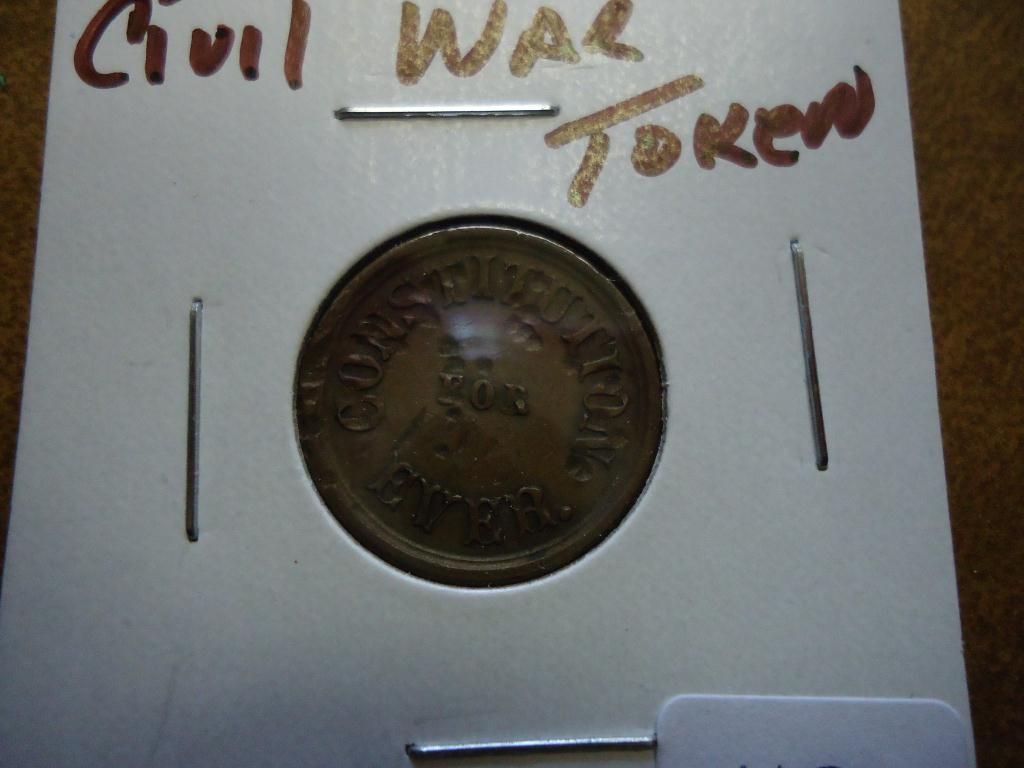 Civil WAR
TOKEN
CONSTITUTION
FOR
EVER.